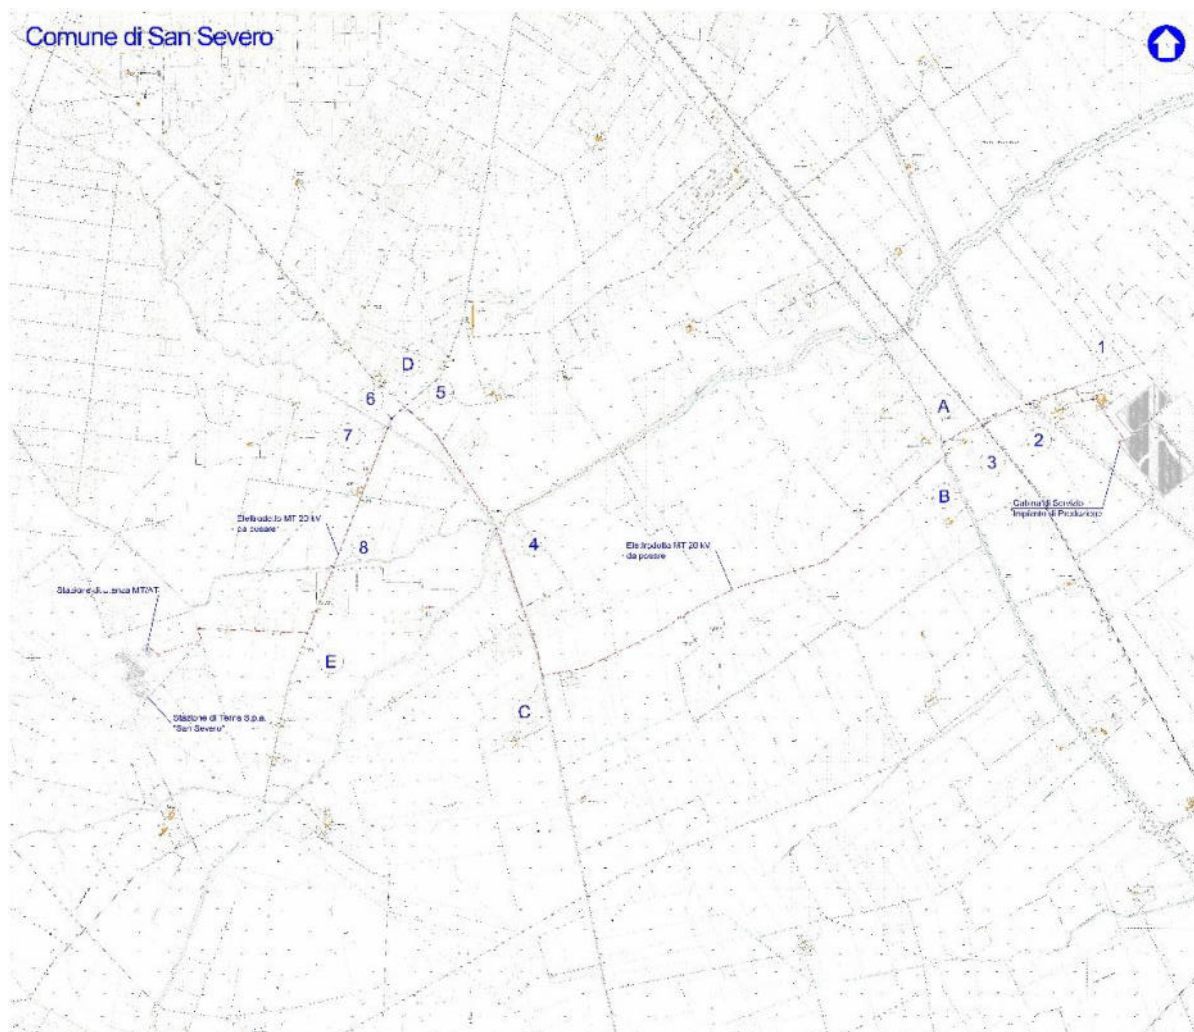 Comune di San Severo
1
D
6
5
A
7
2
3
B
Cabina di Servizio
Impianto di Produzione
Elettrodotto MT 20 kV
da posare
8
4
Elettrodotto MT 20 kV
da posare
Stazione di Utenza MT/AT
E
C
Stazione di Terna S.p.a.
"San Severo"